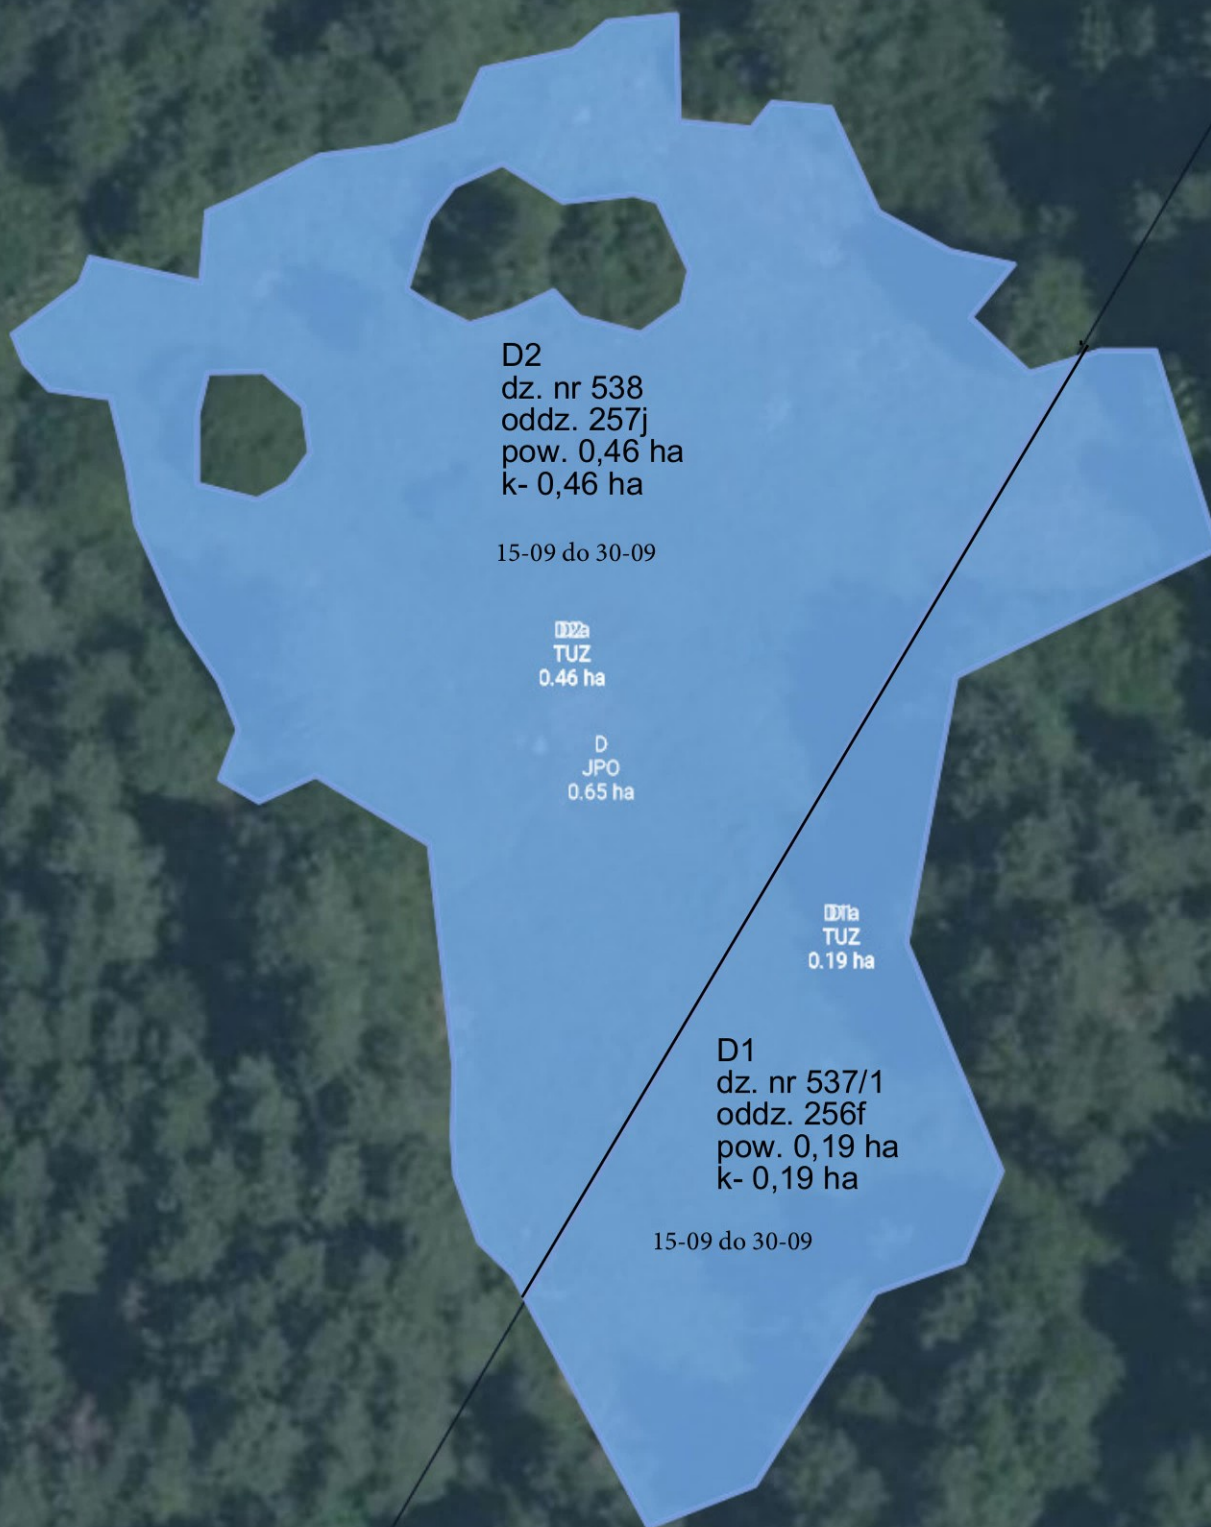 D2
dz. nr 538
oddz. 257j
pow. 0,46 ha
k- 0,46 ha
15-09 do 30-09
TUZ
0.46 ha
D
JPO
0.65 ha
TUZ
0.19 ha
D1
dz. nr 537/1
oddz. 256f
pow. 0,19 ha
k- 0,19 ha
15-09 do 30-09